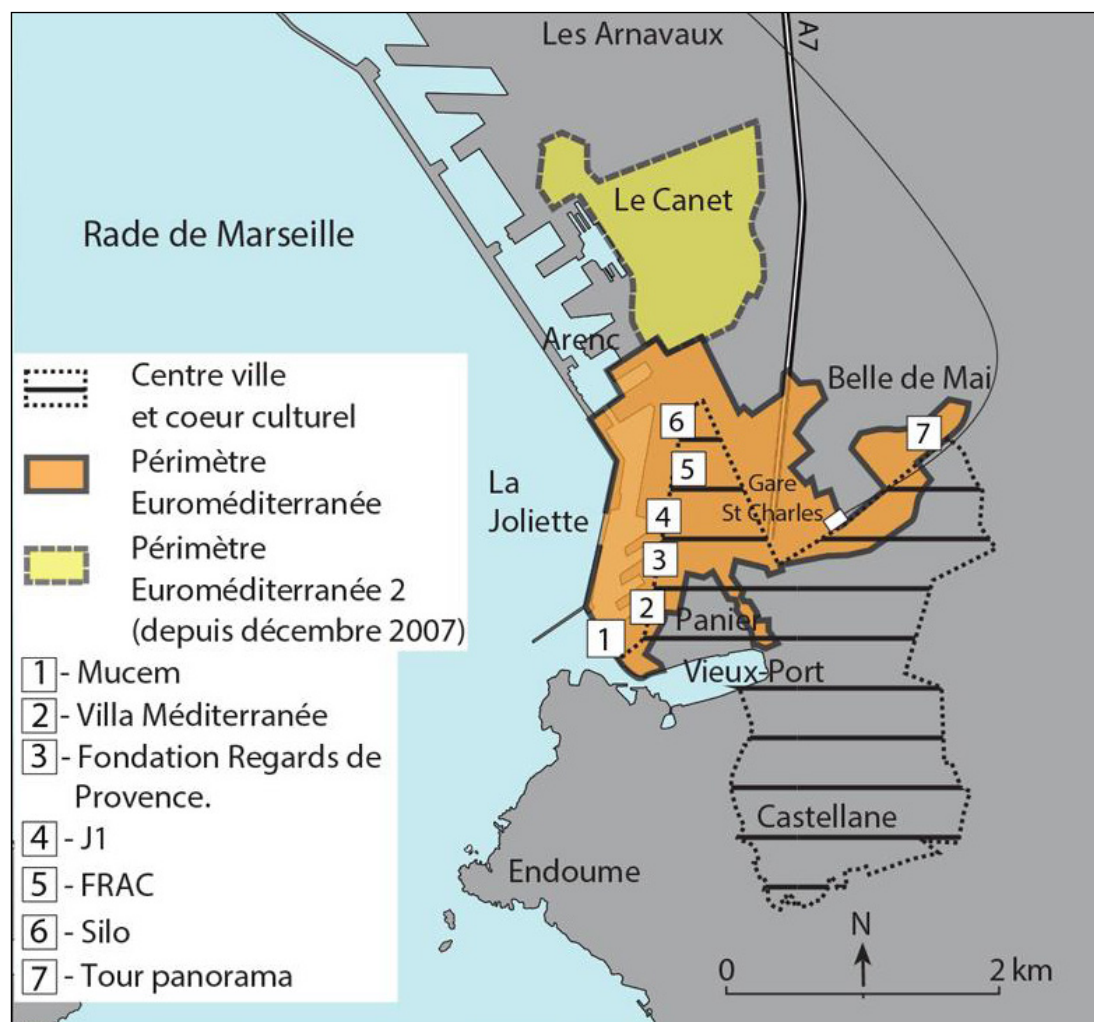 Les Arnavaux
A7
Le Canet
Rade de Marseille
Arenc
Belle de Mai
Centre ville
et coeur culturel
Périmètre
Euroméditerranée
Périmètre
Euroméditerranée 2
(depuis décembre 2007)
La
Joliette
Gare
St Charles
6
5
4
3
2
1
7
Panier
Vieux-Port
Castellane
Endoume
1 - Mucem
2 - Villa Méditerranée
3 - Fondation Regards de
Provence.
4 - J1
5 - FRAC
6 - Silo
7 - Tour panorama
N
0 2 km